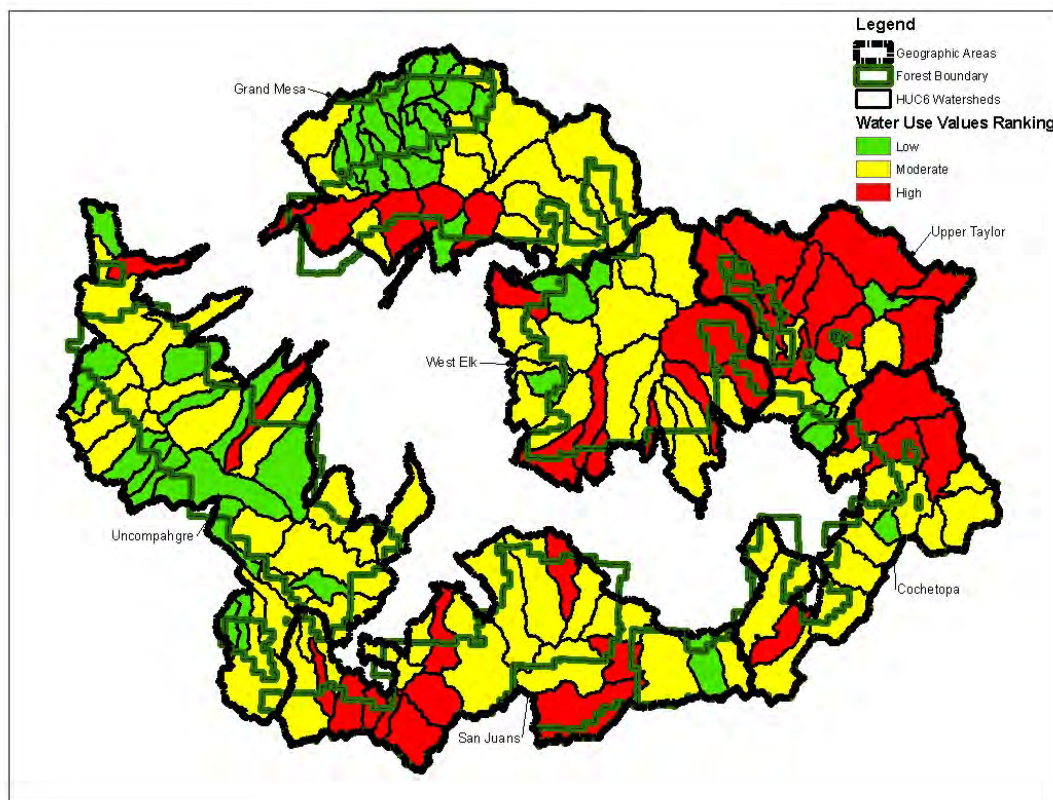 Legend
Geographic Areas
Forest Boundary
HUC6 Watersheds
Water Use Values Ranking
Low
Moderate
High
Grand Mesa
Upper Taylor
West Elk
Uncompahgre
Cochetopa
San Juans